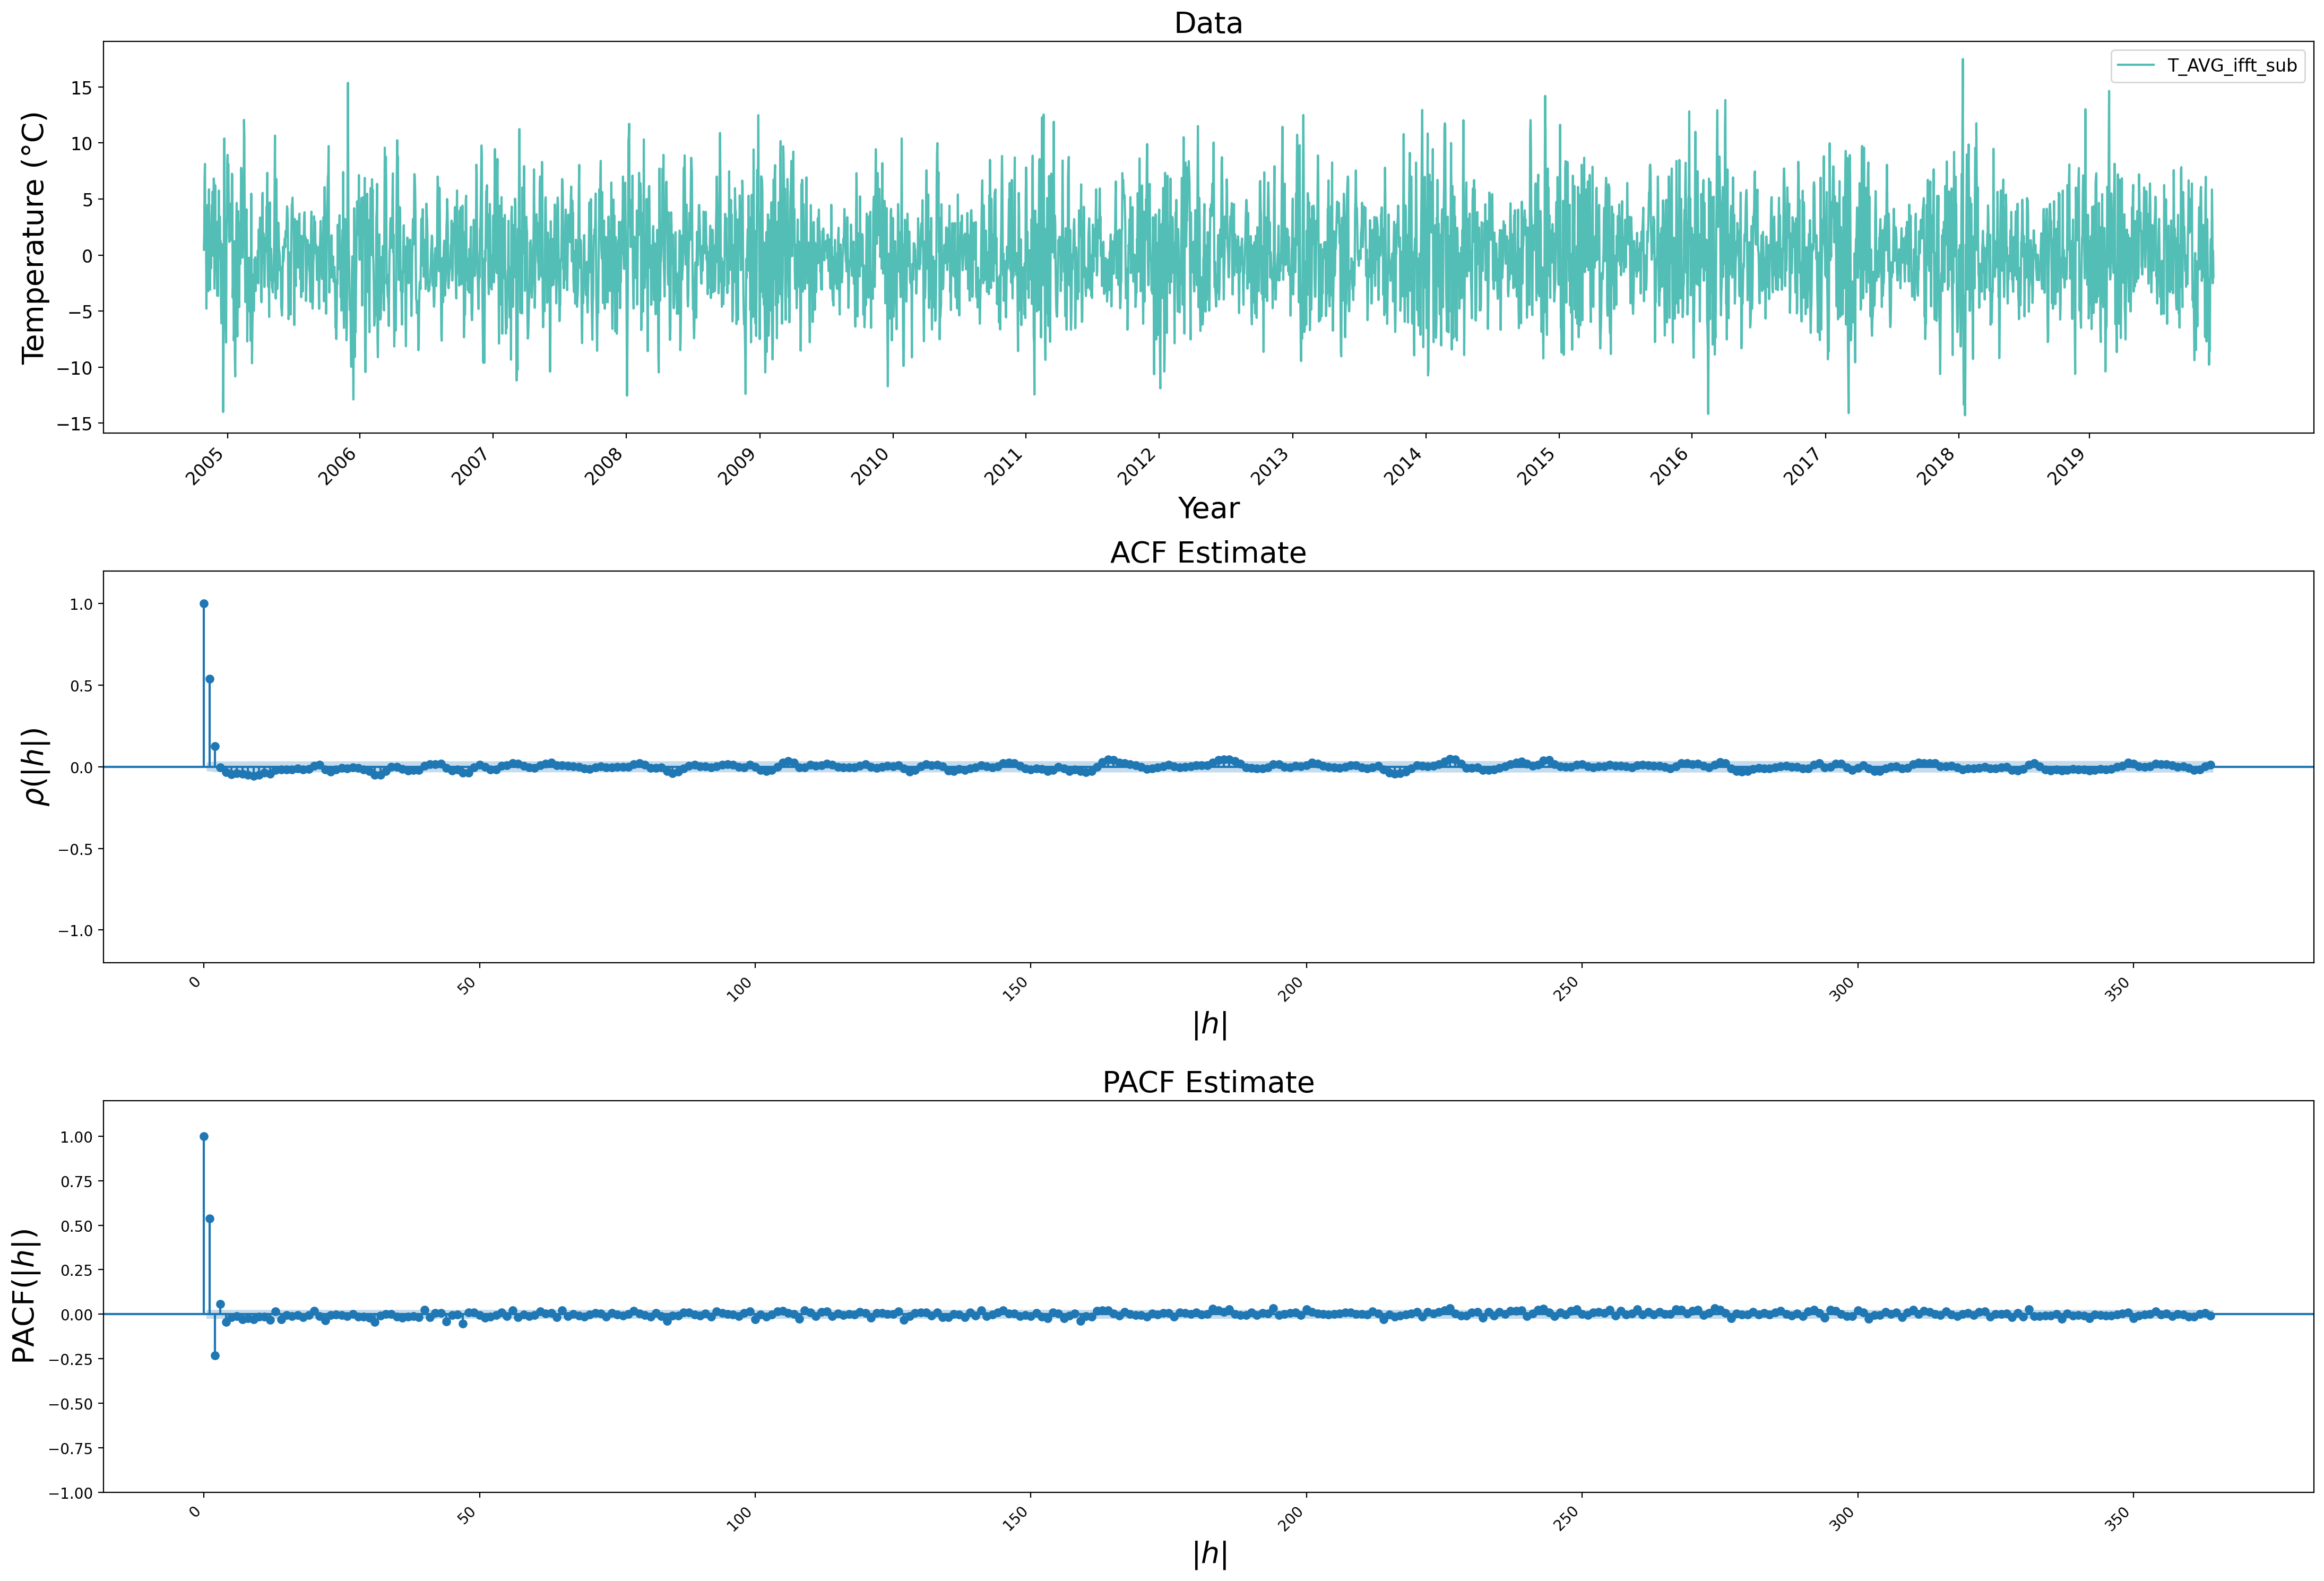 Data
T_AVG_ifft_sub
Temperature (°C)
15
10
5
0
−5
−10
−15
2005 2006 2007 2008 2009 2010 2011 2012 2013 2014 2015 2016 2017 2018 2019
Year
ACF Estimate
ρ(|h|)
1.0
0.5
0.0
−0.5
−1.0
0 50 100 150 200 250 300 350
|h|
PACF Estimate
PACF(|h|)
1.00
0.75
0.50
0.25
0.00
−0.25
−0.50
−0.75
−1.00
0 50 100 150 200 250 300 350
|h|